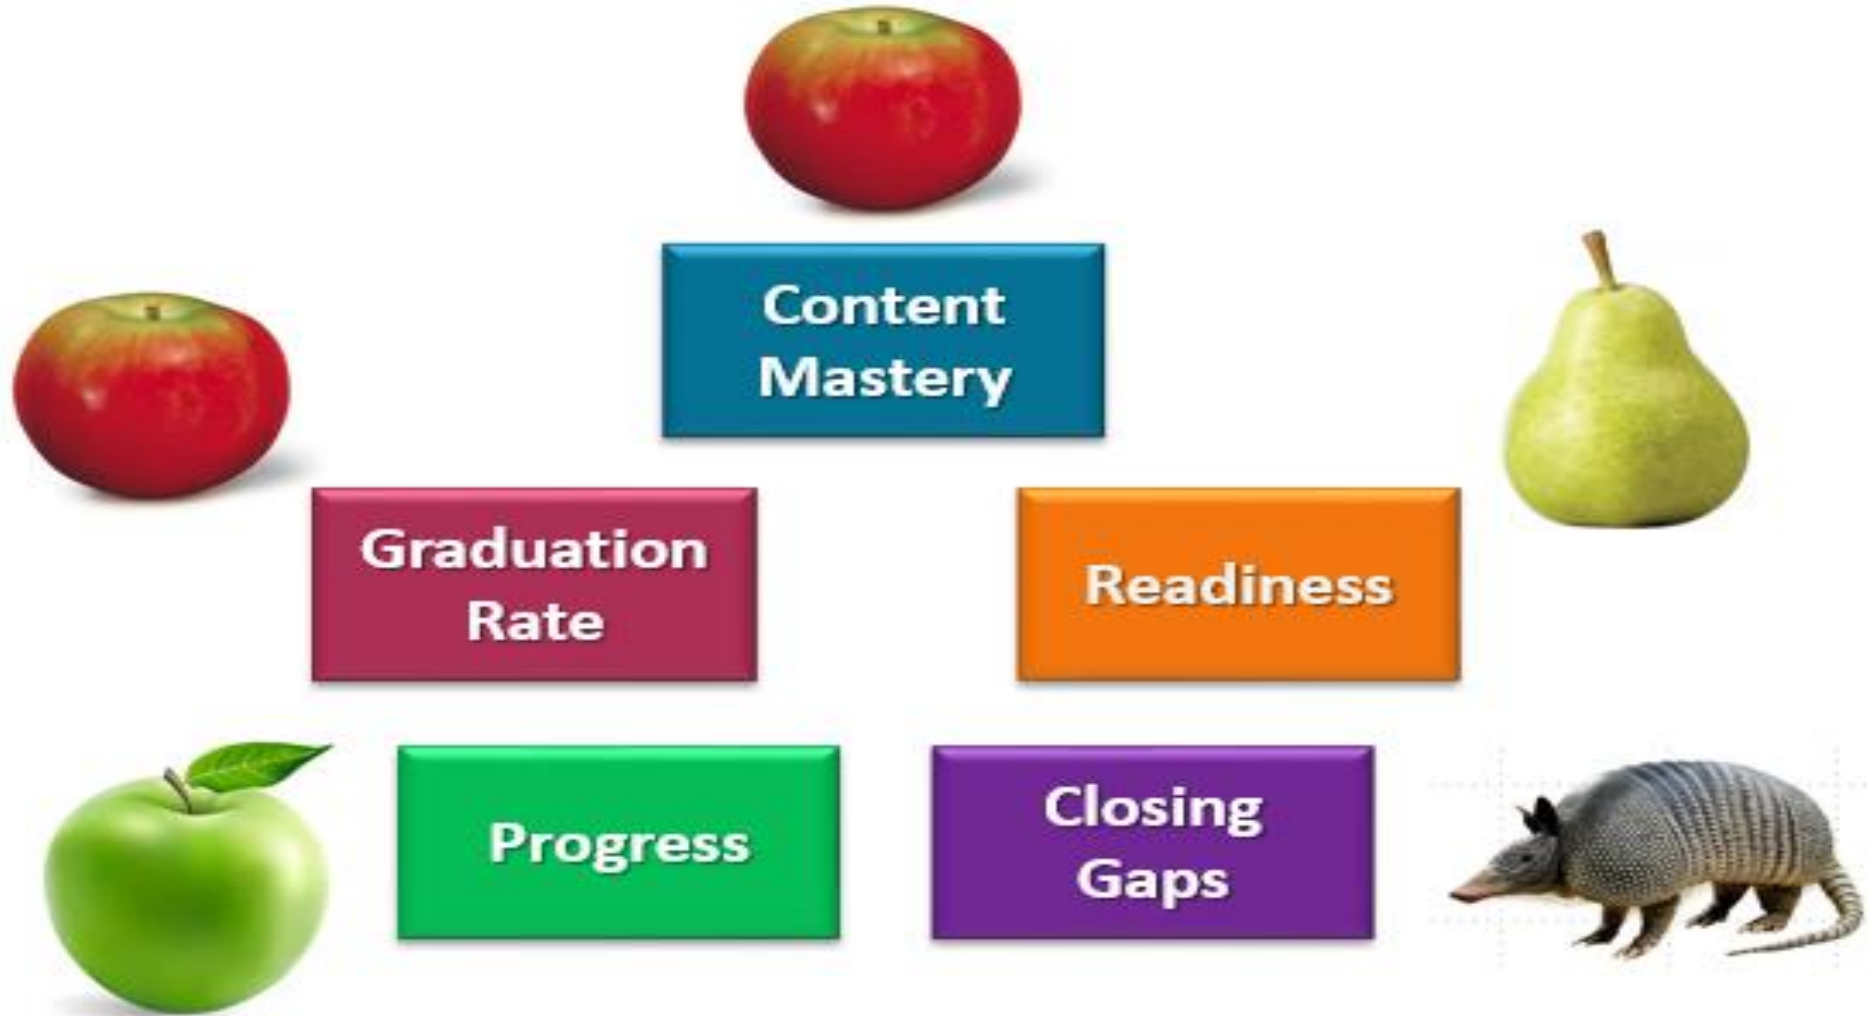 Content
Mastery
Graduation
Rate
Readiness
Progress
Closing
Gaps